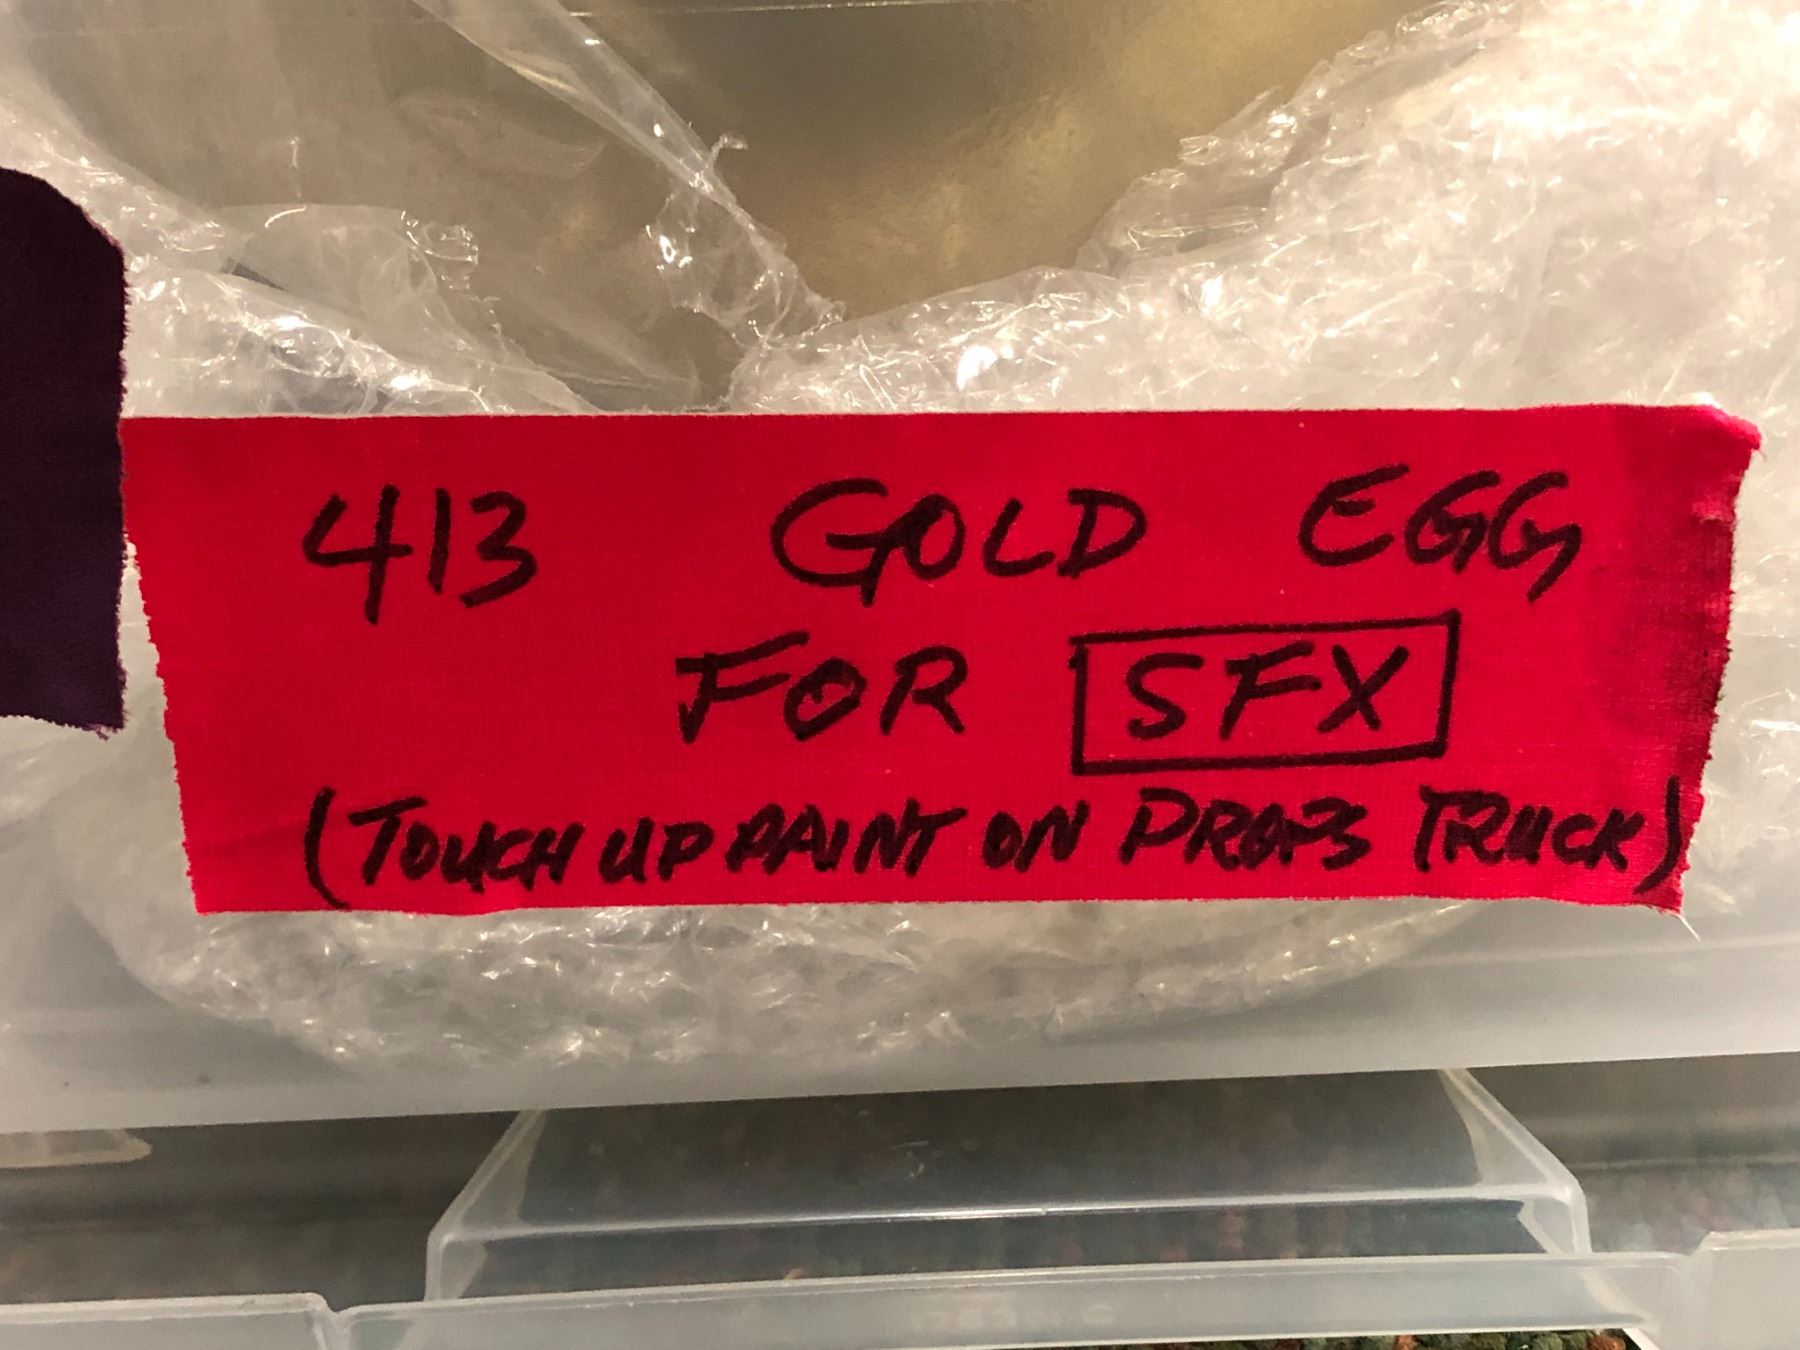 413 GOLD EGG
FOR SFX
(TOUCH UP PAINT ON PROPS TRUCK)